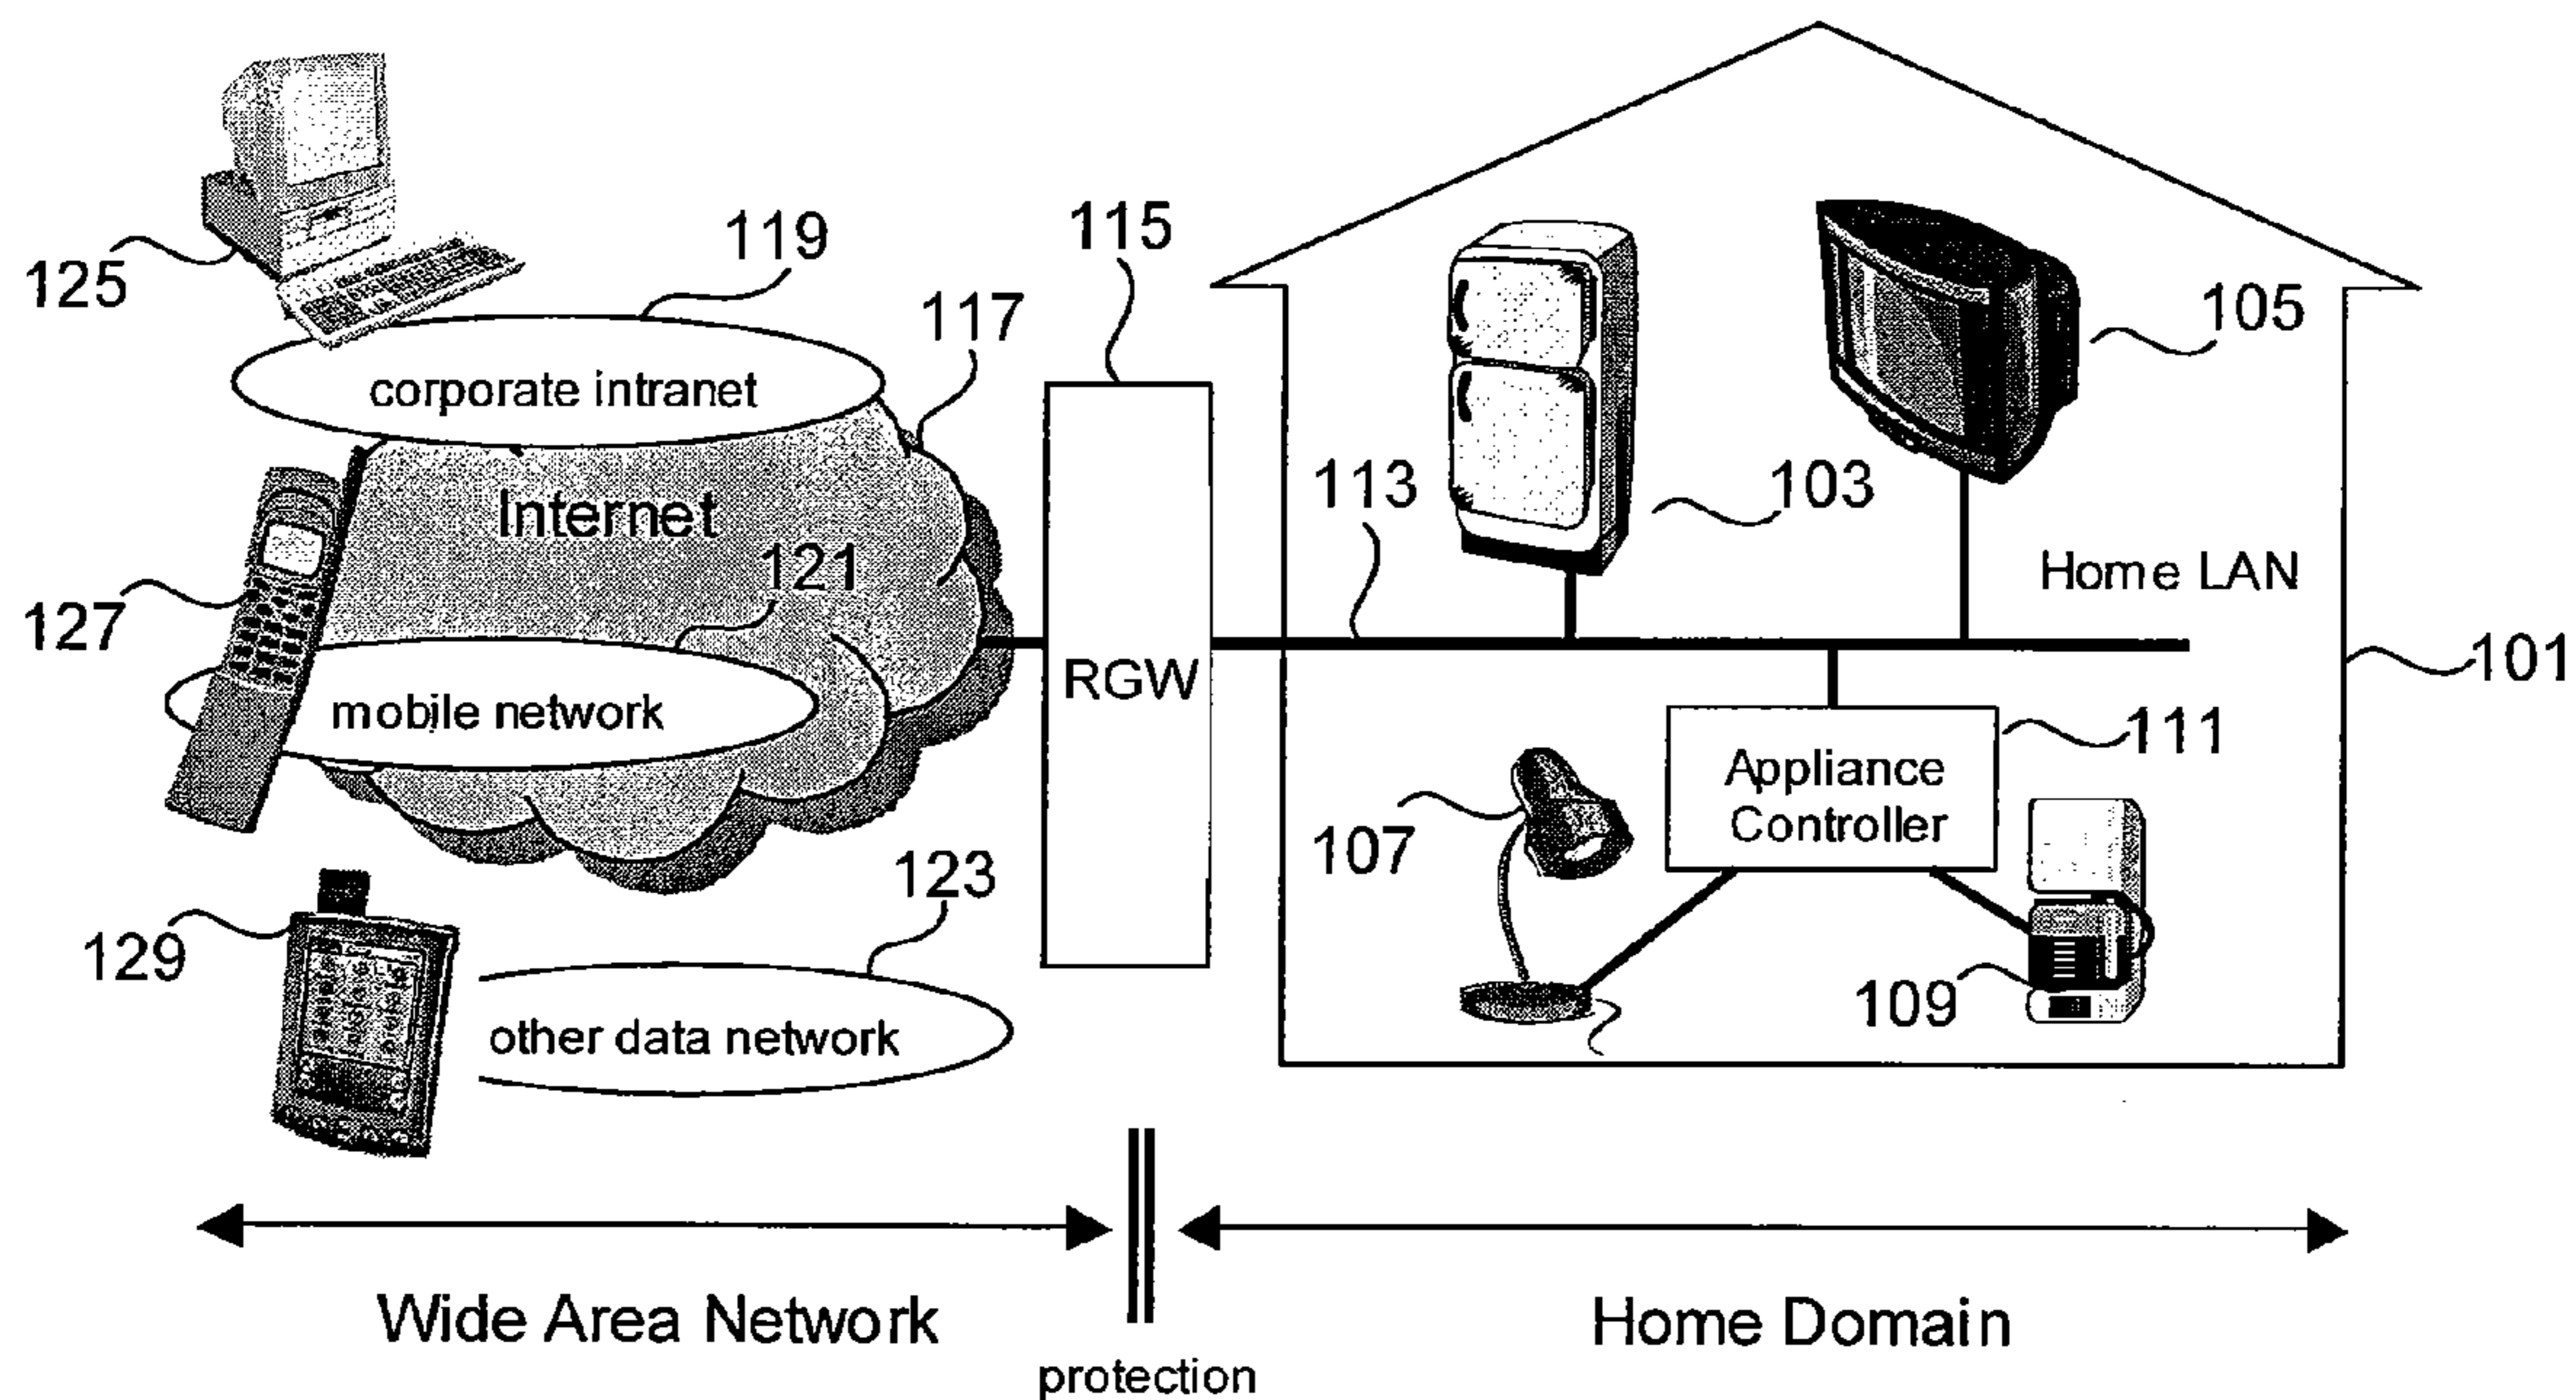 125
119
115
117
105
corporate intranet
113
103
Internet
121
Home LAN
127
RGW
101
mobile network
111
Appliance
Controller
107
123
129
109
other data network
Wide Area Network
Home Domain
protection